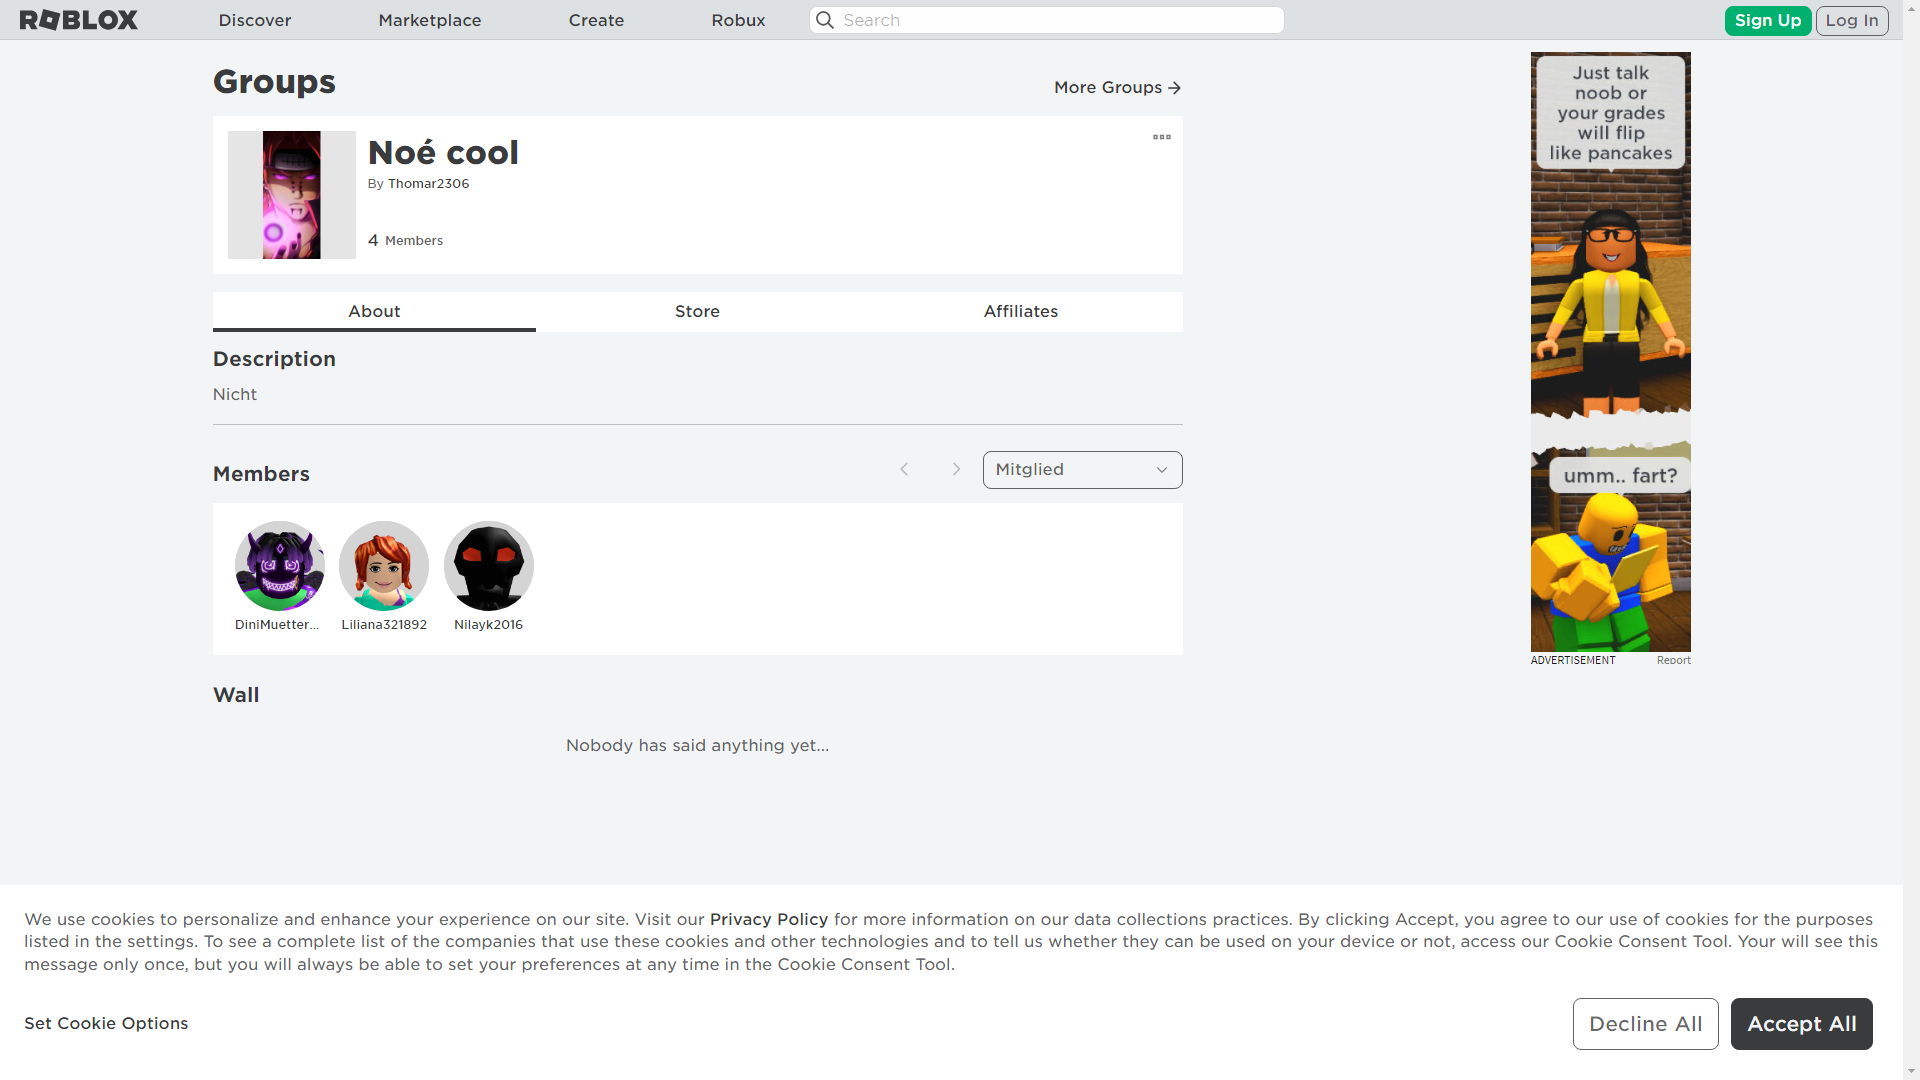 ROBLOX
Discover
Marketplace
Create
Robux
Search
Sign Up
Log In
Groups
More Groups
Noé cool
By Thomar2306
4 Members
About
Store
Affiliates
Description
Nicht
Members
Mitglied
DiniMuetter...
Liliana321892
Nilayk2016
Wall
Nobody has said anything yet...
Just talk
noob or
your grades
will flip
like pancakes
umm.. fart?
ADVERTISEMENT
Report
We use cookies to personalize and enhance your experience on our site. Visit our Privacy Policy for more information on our data collections practices. By clicking Accept, you agree to our use of cookies for the purposes
listed in the settings. To see a complete list of the companies that use these cookies and other technologies and to tell us whether they can be used on your device or not, access our Cookie Consent Tool. Your will see this
message only once, but you will always be able to set your preferences at any time in the Cookie Consent Tool.
Set Cookie Options
Decline All
Accept All